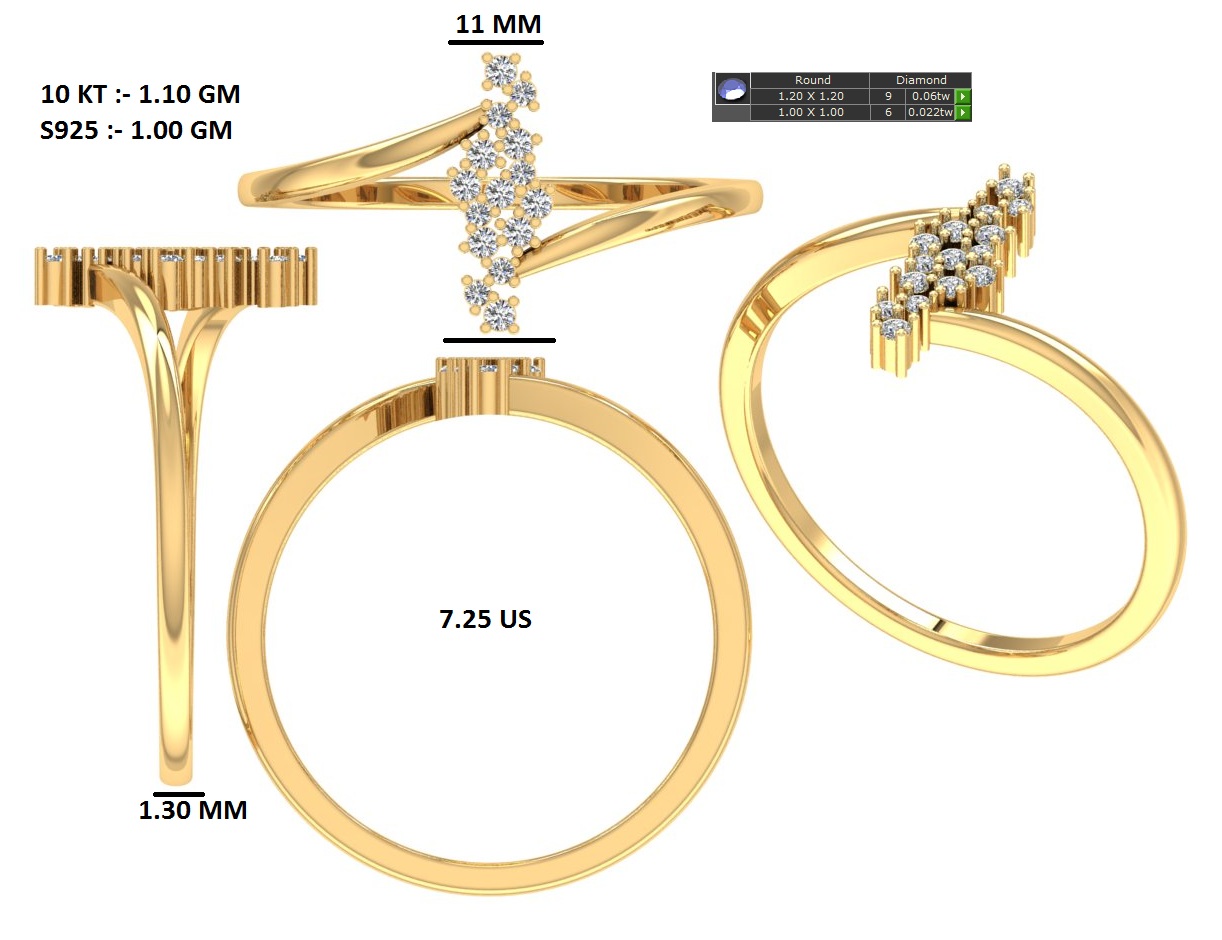 11 MM
10 KT :- 1.10 GM
S925 :- 1.00 GM
Round Diamond
1.20 X 1.20 9 0.06tw
1.00 X 1.00 6 0.022tw
7.25 US
1.30 MM